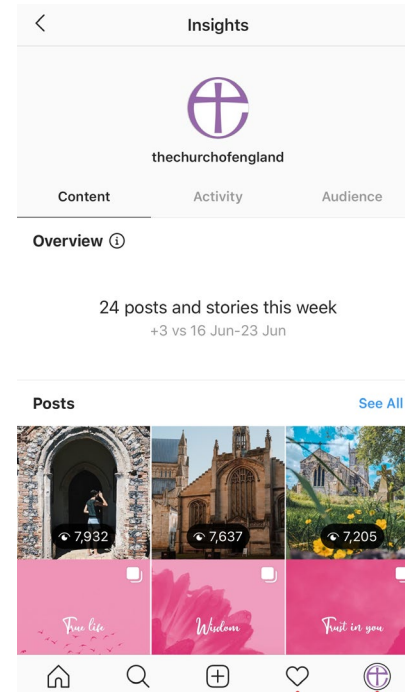 Insights
thechurchofengland
Content Activity Audience
Overview
24 posts and stories this week
+3 vs 16 Jun-23 Jun
Posts See All
7,932 7,637 7,205
True life Wisdom Trust in you